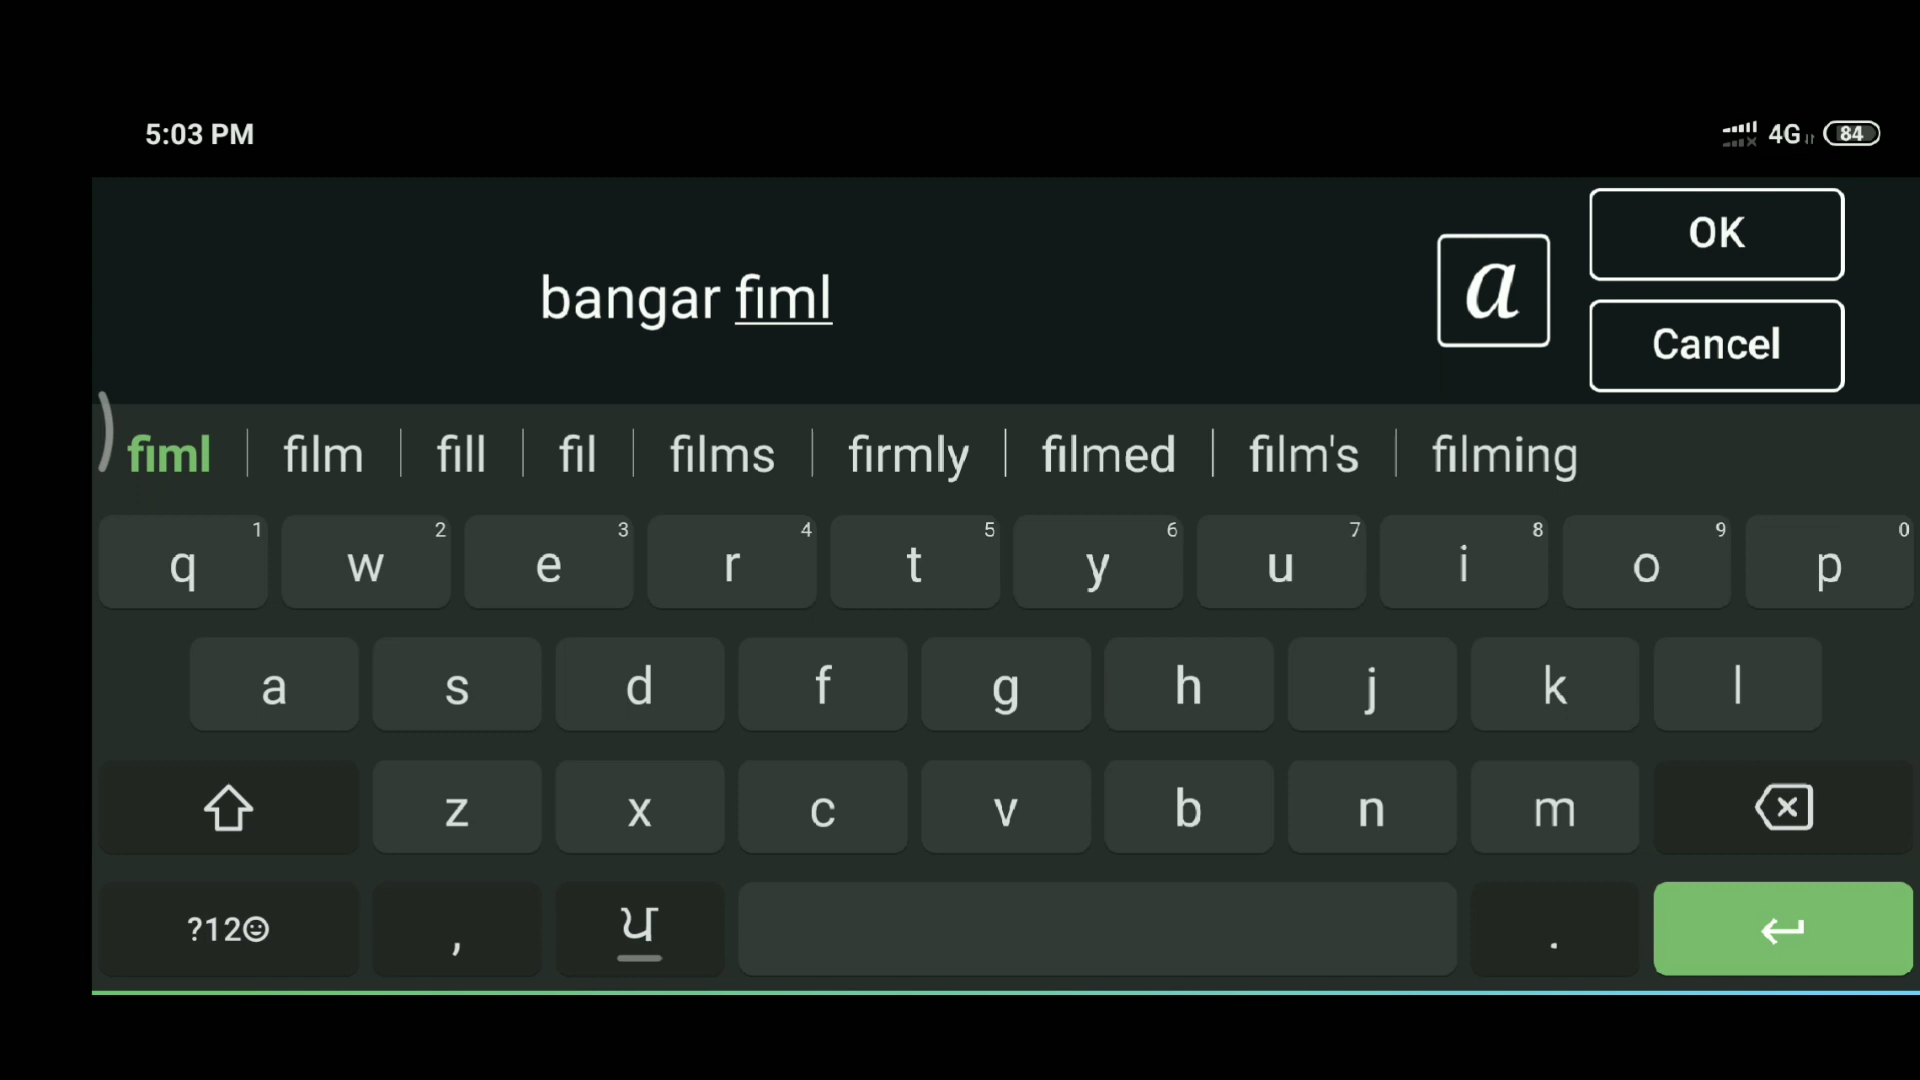 5:03 PM 4G 84
OK
bangar fiml
a
Cancel
fiml film fill fil films firmly filmed film's filming
1 2 3 4 5 6 7 8 9 0
q w e r t y u i o p
a s d f g h j k l
z x c v b n m
?12☺ , ਪ .